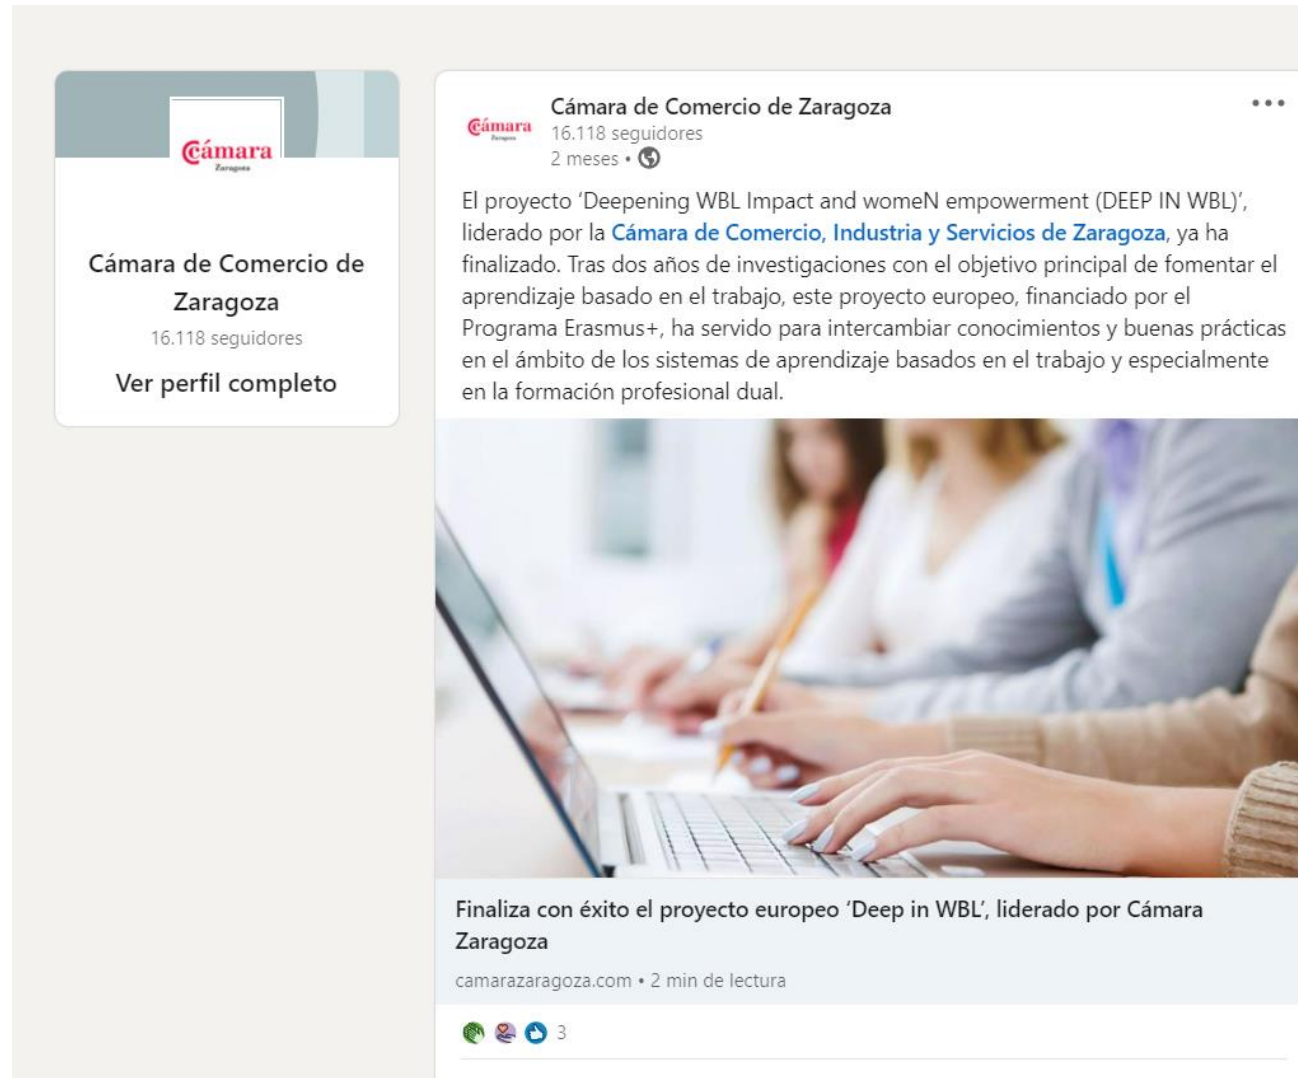 Cámara
Zaragoza
Cámara de Comercio de
Zaragoza
16.118 seguidores
Ver perfil completo
Cámara
Zaragoza
Cámara de Comercio de Zaragoza
16.118 seguidores
2 meses •
El proyecto ‘Deepening WBL Impact and womeN empowerment (DEEP IN WBL)’,
liderado por la Cámara de Comercio, Industria y Servicios de Zaragoza, ya ha
finalizado. Tras dos años de investigaciones con el objetivo principal de fomentar el
aprendizaje basado en el trabajo, este proyecto europeo, financiado por el
Programa Erasmus+, ha servido para intercambiar conocimientos y buenas prácticas
en el ámbito de los sistemas de aprendizaje basados en el trabajo y especialmente
en la formación profesional dual.
Finaliza con éxito el proyecto europeo ‘Deep in WBL’, liderado por Cámara
Zaragoza
camarazaragoza.com • 2 min de lectura
3